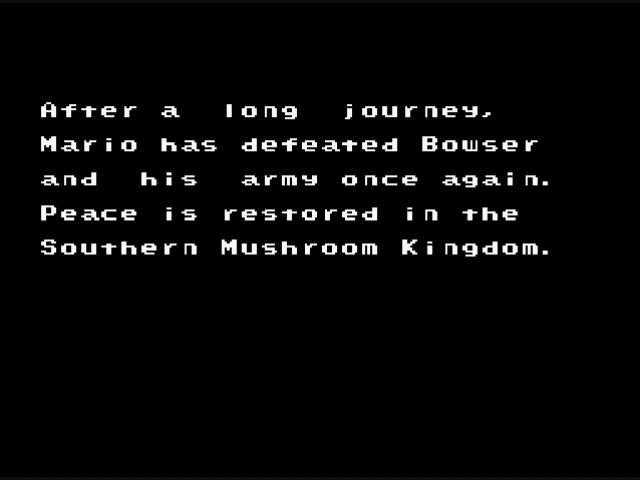 After a long journey,
Mario has defeated Bowser
and his army once again.
Peace is restored in the
Southern Mushroom Kingdom.